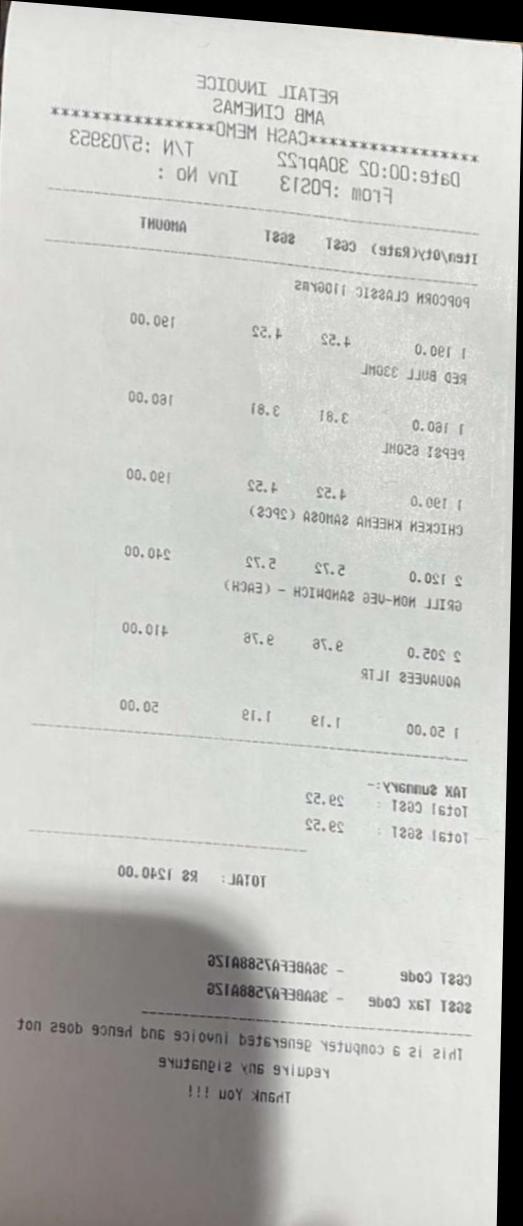 RETAIL INVOICE
AMB CINEMAS
*****************CASH MEMO*****************
Date:00:02 30Apr22 T/N :5703953
From :POS13 Inv No :
Item/Qty(Rate) CGST SGST AMOUNT
POPCORN CLASSIC 110Grms
1 190.0 4.52 4.52 190.00
RED BULL 330ML
1 160.0 3.81 3.81 160.00
PEPSI 650ML
1 190.0 4.52 4.52 190.00
CHICKEN KHEEMA SAMOSA (2PCS)
2 120.0 5.72 5.72 240.00
GRILL NON-VEG SANDWICH - (EACH)
2 205.0 9.76 9.76 410.00
AQUAVEES 1LTR
1 50.00 1.19 1.19 50.00
TAX Summary:-
Total CGST : 29.52
Total SGST : 29.52
TOTAL: RS 1240.00
CGST Code - 36ABEFA7588A1ZG
SGST Tax Code - 36ABEFA7588A1ZG
This is a computer generated invoice and hence does not
require any signature
Thank You !!!